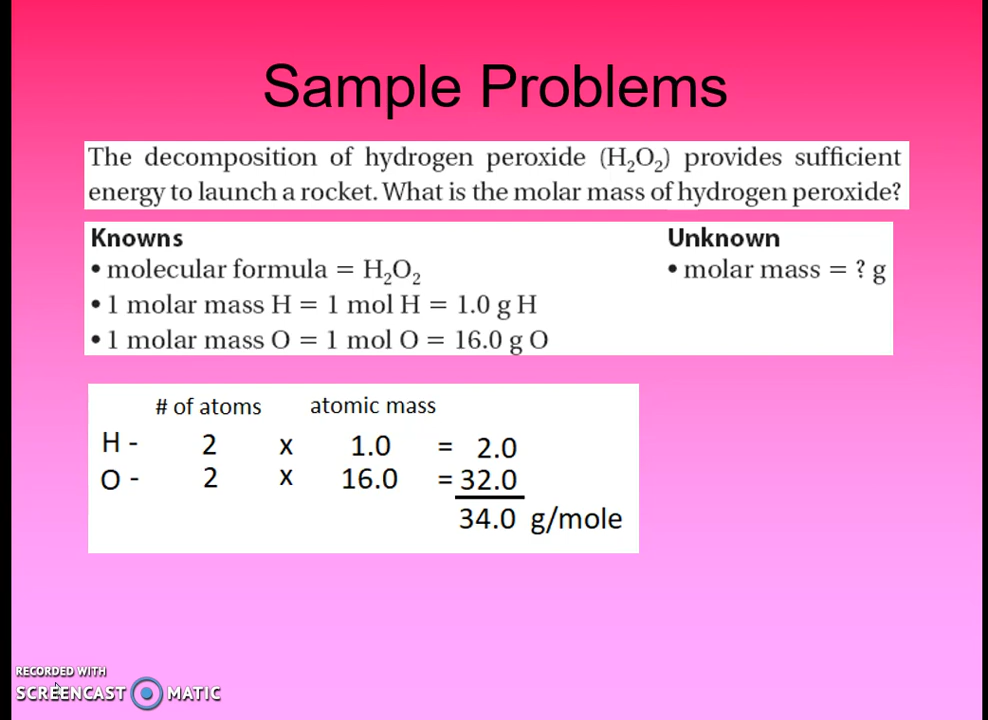 Sample Problems
The decomposition of hydrogen peroxide (H₂O₂) provides sufficient
energy to launch a rocket. What is the molar mass of hydrogen peroxide?
Knowns
• molecular formula = H₂O₂
• 1 molar mass H = 1 mol H = 1.0 g H
• 1 molar mass O = 1 mol O = 16.0 g O
Unknown
• molar mass = ? g
# of atoms atomic mass
H - 2 x 1.0 = 2.0
O - 2 x 16.0 = 32.0
34.0 g/mole
RECORDED WITH
SCREENCAST MATIC